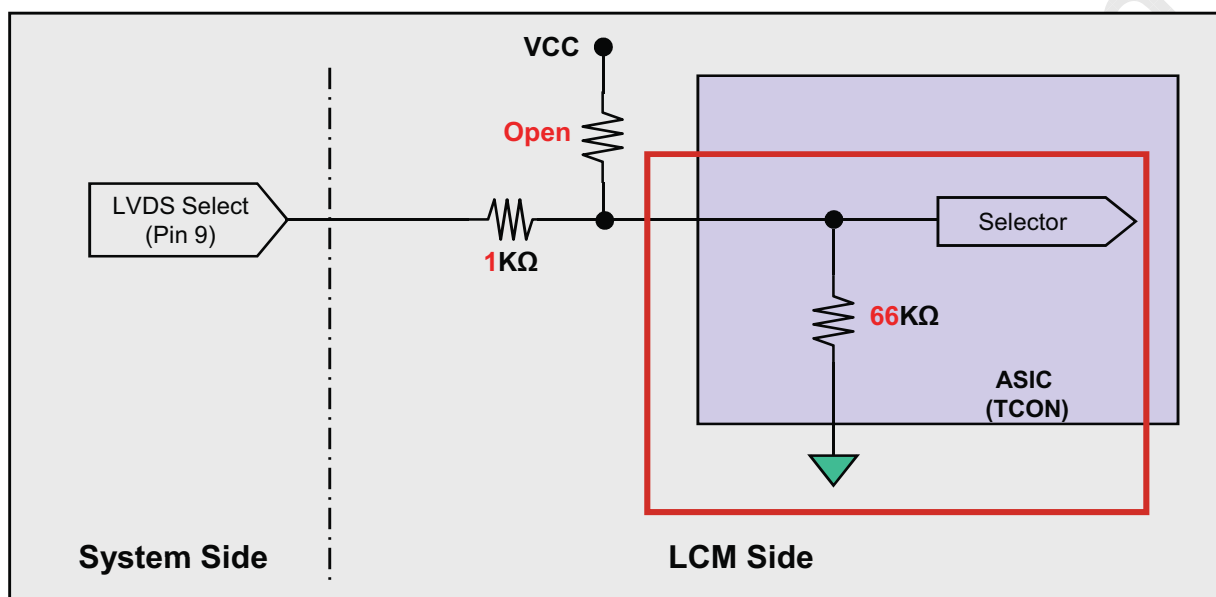 VCC
Open
LVDS Select
(Pin 9)
1KΩ
Selector
66KΩ
ASIC
(TCON)
System Side
LCM Side